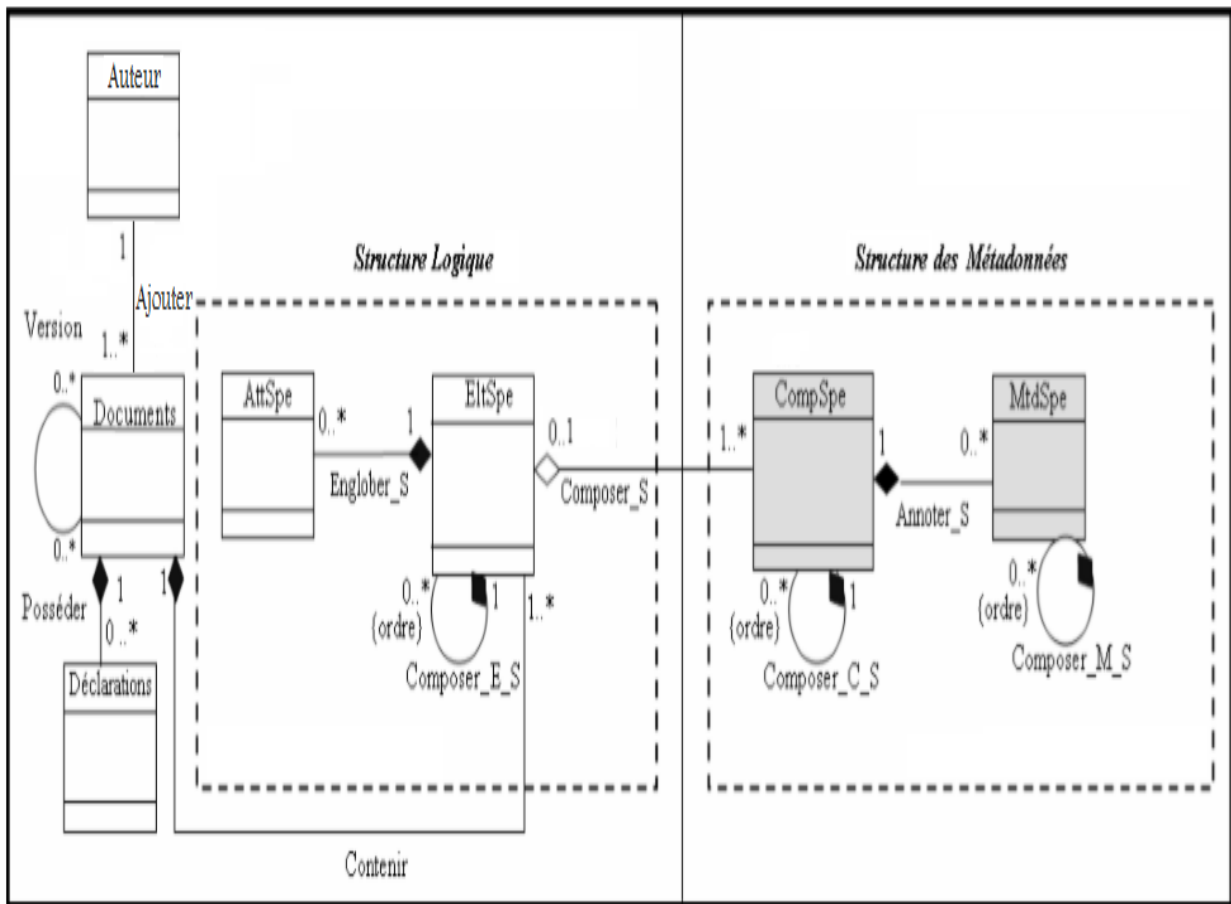 Auteur
1
Ajouter
Version
1..*
0..*
Documents
0..*
Posséder
1
1
0..*
Déclarations
Contenir
Structure Logique
AttSpe
0..*
Englober_S
1
EltSpe
0..1
Composer_S
0..*
1
1..*
{ordre}
Composer_E_S
Structure des Métadonnées
1..*
CompSpe
1
0..*
Annoter_S
MtdSpe
0..*
1
{ordre}
Composer_C_S
0..*
{ordre}
Composer_M_S